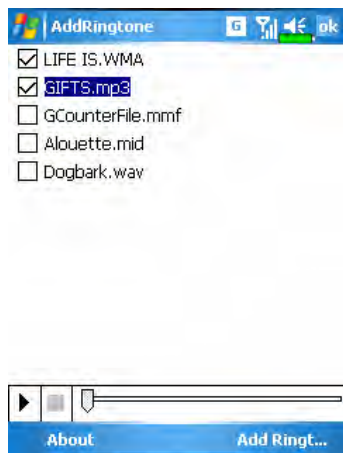 AddRingtone G ok
LIFE IS.WMA
GIFTS.mp3
GCounterFile.mmf
Alouette.mid
Dogbark.wav
About Add Ringt...